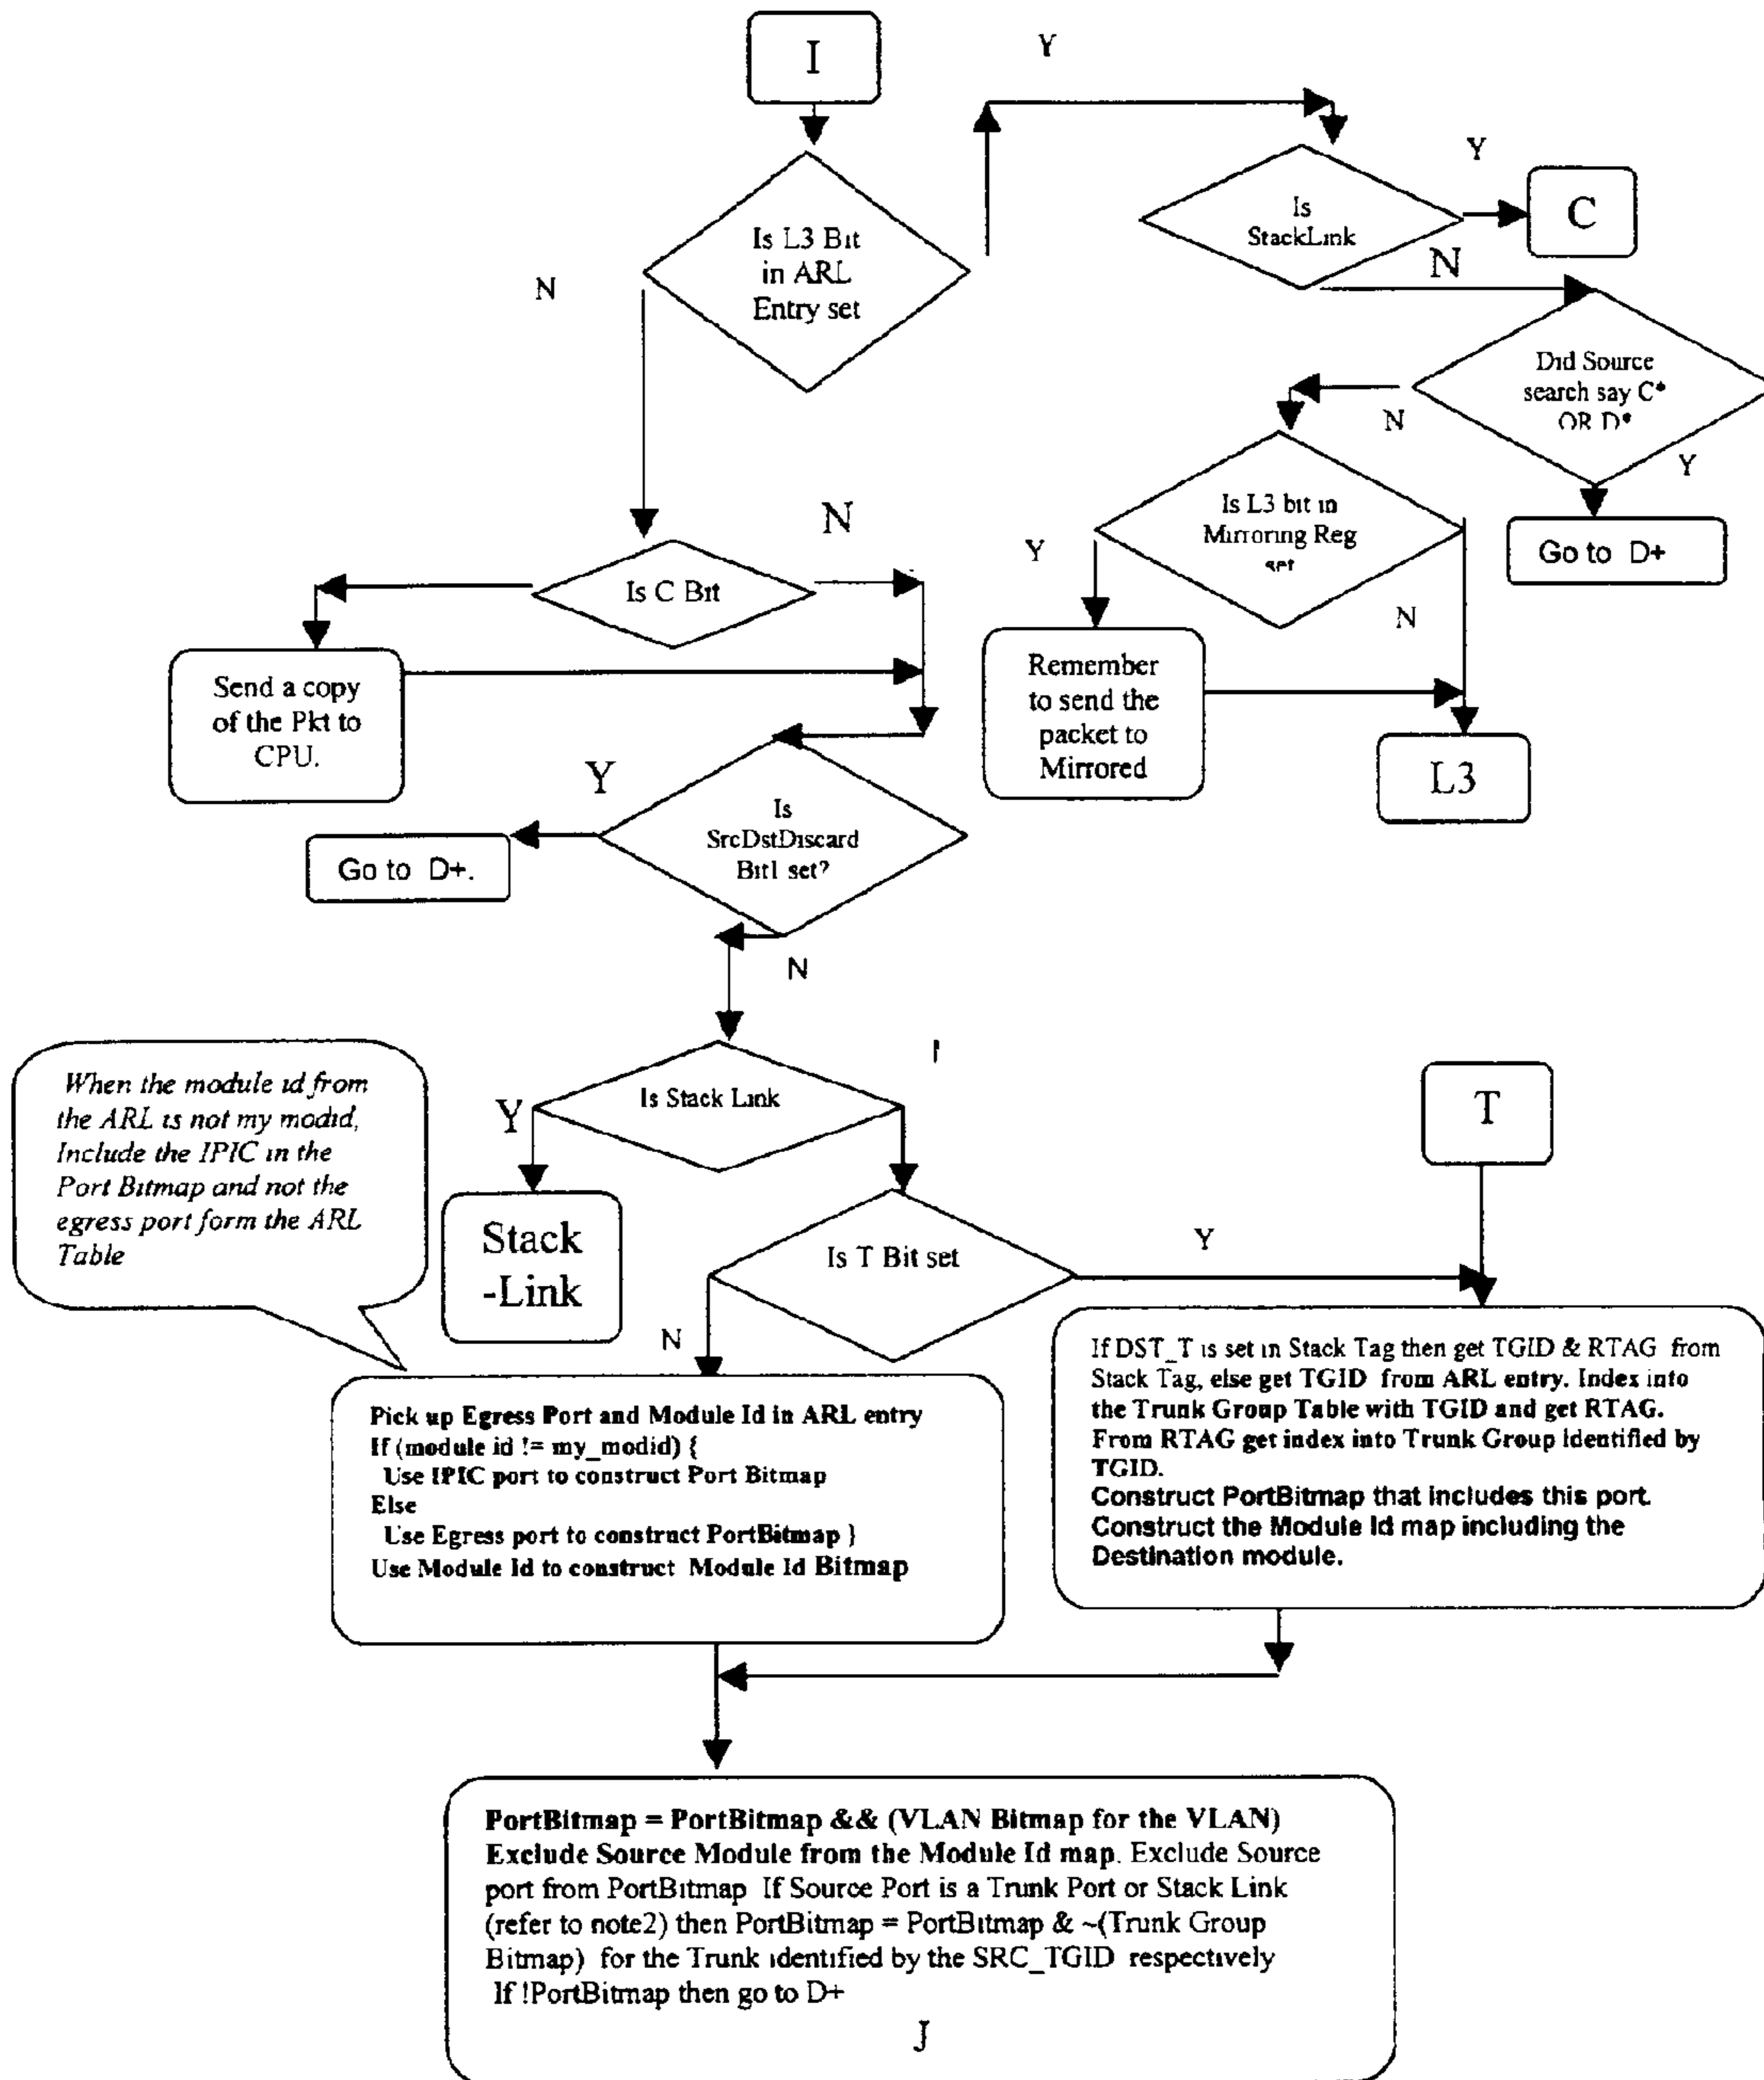 I
Y
Is L3 Bit
in ARL
Entry set
N
Is
StackLink
Y
C
N
Did Source
search say C*
OR D*
N
Y
Go to D+
Is L3 bit in
Mirroring Reg
set
Y
N
Remember
to send the
packet to
Mirrored
L3
N
Is C Bit
Send a copy
of the Pkt to
CPU.
Y
Is
SrcDstDiscard
Bit1 set?
Go to D+.
N
When the module id from
the ARL is not my modid,
Include the IPIC in the
Port Bitmap and not the
egress port form the ARL
Table
Y
Is Stack Link
T
Stack
-Link
Is T Bit set
Y
N
Pick up Egress Port and Module Id in ARL entry
If (module id != my_modid) {
Use IPIC port to construct Port Bitmap
Else
Use Egress port to construct PortBitmap }
Use Module Id to construct Module Id Bitmap
If DST_T is set in Stack Tag then get TGID & RTAG from
Stack Tag, else get TGID from ARL entry. Index into
the Trunk Group Table with TGID and get RTAG.
From RTAG get index into Trunk Group identified by
TGID.
Construct PortBitmap that includes this port.
Construct the Module Id map including the
Destination module.
PortBitmap = PortBitmap && (VLAN Bitmap for the VLAN)
Exclude Source Module from the Module Id map. Exclude Source
port from PortBitmap If Source Port is a Trunk Port or Stack Link
(refer to note2) then PortBitmap = PortBitmap & ~(Trunk Group
Bitmap) for the Trunk identified by the SRC_TGID respectively
If !PortBitmap then go to D+
J